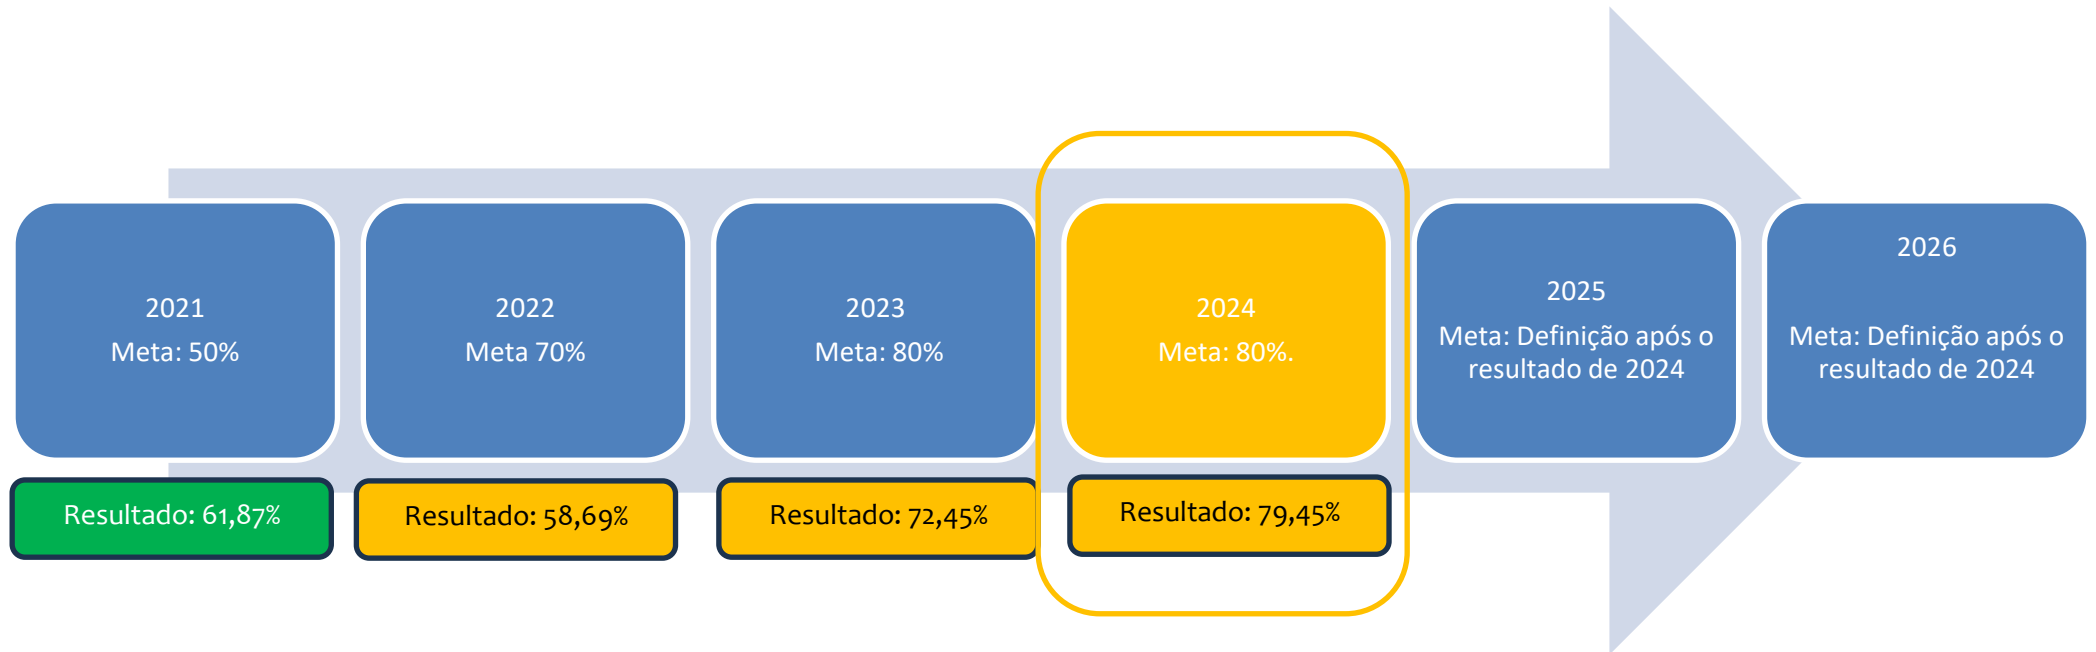 2021
Meta: 50%
2022
Meta 70%
2023
Meta: 80%
2024
Meta: 80%.
2025
Meta: Definição após o
resultado de 2024
2026
Meta: Definição após o
resultado de 2024
Resultado: 61,87%
Resultado: 58,69%
Resultado: 72,45%
Resultado: 79,45%